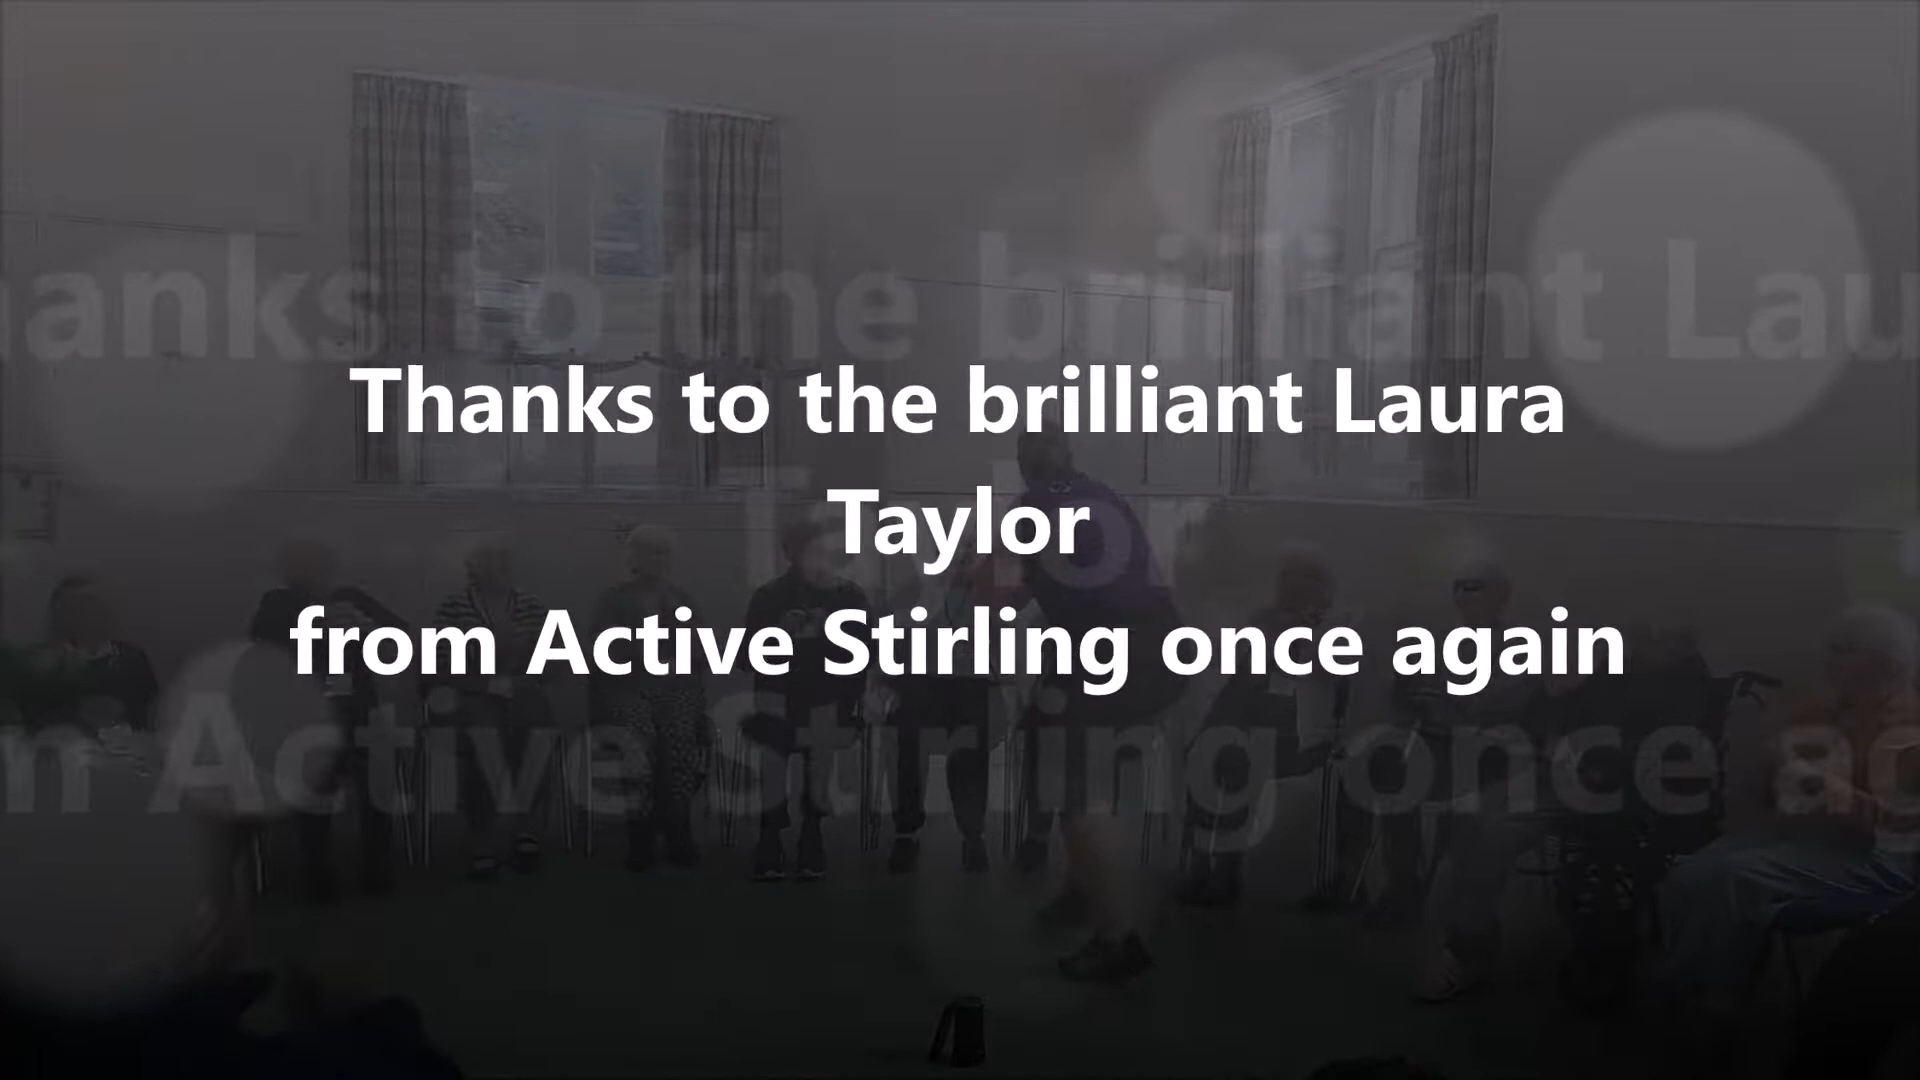 Thanks to the brilliant Laura
Taylor
from Active Stirling once again